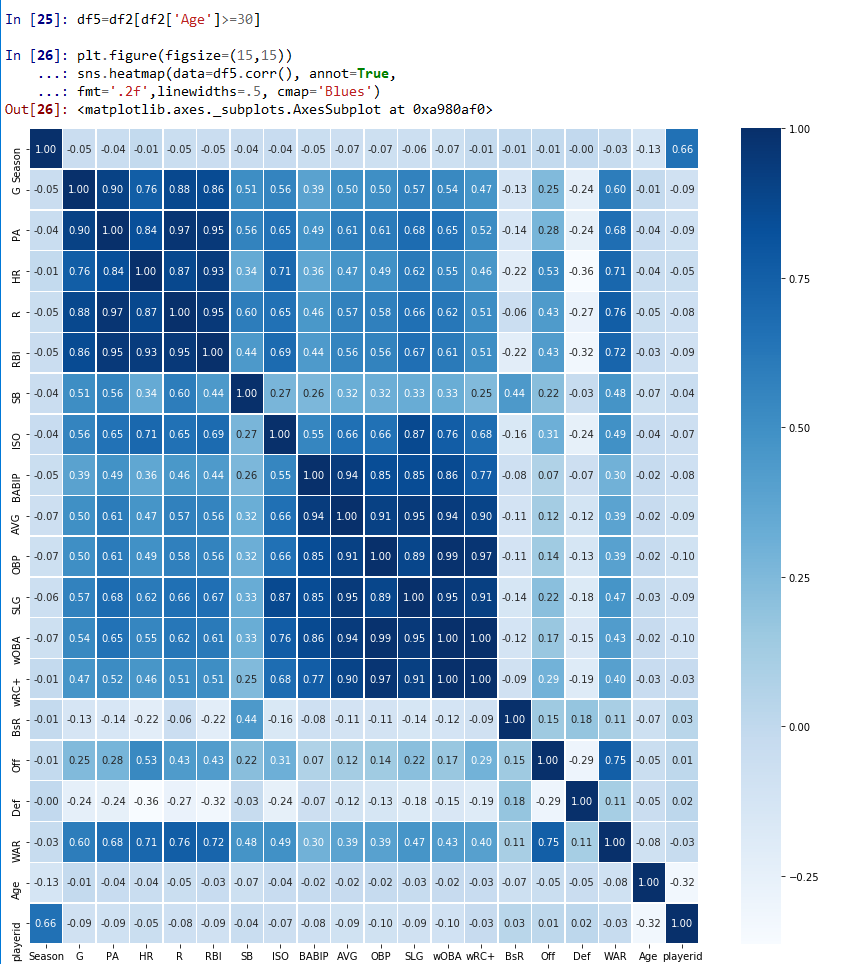 In [25]: df5=df2[df2['Age']>=30]
In [26]: plt.figure(figsize=(15,15))
...: sns.heatmap(data=df5.corr(), annot=True,
...: fmt='.2f',linewidths=.5, cmap='Blues')
Out[26]: <matplotlib.axes._subplots.AxesSubplot at 0xa980af0>
Season 1.00 -0.05 -0.04 -0.01 -0.05 -0.05 -0.04 -0.04 -0.05 -0.07 -0.07 -0.06 -0.07 -0.01 -0.01 -0.01 -0.00 -0.03 -0.13 0.66
G -0.05 1.00 0.90 0.76 0.88 0.86 0.51 0.56 0.39 0.50 0.50 0.57 0.54 0.47 -0.13 0.25 -0.24 0.60 -0.01 -0.09
PA -0.04 0.90 1.00 0.84 0.97 0.95 0.56 0.65 0.49 0.61 0.61 0.68 0.65 0.52 -0.14 0.28 -0.24 0.68 -0.04 -0.09
HR -0.01 0.76 0.84 1.00 0.87 0.93 0.34 0.71 0.36 0.47 0.49 0.62 0.55 0.46 -0.22 0.53 -0.36 0.71 -0.04 -0.05
R -0.05 0.88 0.97 0.87 1.00 0.95 0.60 0.65 0.46 0.57 0.58 0.66 0.62 0.51 -0.06 0.43 -0.27 0.76 -0.05 -0.08
RBI -0.05 0.86 0.95 0.93 0.95 1.00 0.44 0.69 0.44 0.56 0.56 0.67 0.61 0.51 -0.22 0.43 -0.32 0.72 -0.03 -0.09
SB -0.04 0.51 0.56 0.34 0.60 0.44 1.00 0.27 0.26 0.32 0.32 0.33 0.33 0.25 0.44 0.22 -0.03 0.48 -0.07 -0.04
ISO -0.04 0.56 0.65 0.71 0.65 0.69 0.27 1.00 0.55 0.66 0.66 0.87 0.76 0.68 -0.16 0.31 -0.24 0.49 -0.04 -0.07
BABIP -0.05 0.39 0.49 0.36 0.46 0.44 0.26 0.55 1.00 0.94 0.85 0.85 0.86 0.77 -0.08 0.07 -0.07 0.30 -0.02 -0.08
AVG -0.07 0.50 0.61 0.47 0.57 0.56 0.32 0.66 0.94 1.00 0.91 0.95 0.94 0.90 -0.11 0.12 -0.12 0.39 -0.02 -0.09
OBP -0.07 0.50 0.61 0.49 0.58 0.56 0.32 0.66 0.85 0.91 1.00 0.89 0.99 0.97 -0.11 0.14 -0.13 0.39 -0.02 -0.10
SLG -0.06 0.57 0.68 0.62 0.66 0.67 0.33 0.87 0.85 0.95 0.89 1.00 0.95 0.91 -0.14 0.22 -0.18 0.47 -0.03 -0.09
wOBA -0.07 0.54 0.65 0.55 0.62 0.61 0.33 0.76 0.86 0.94 0.99 0.95 1.00 1.00 -0.12 0.17 -0.15 0.43 -0.02 -0.10
wRC+ -0.01 0.47 0.52 0.46 0.51 0.51 0.25 0.68 0.77 0.90 0.97 0.91 1.00 1.00 -0.09 0.29 -0.19 0.40 -0.03 -0.03
BsR -0.01 -0.13 -0.14 -0.22 -0.06 -0.22 0.44 -0.16 -0.08 -0.11 -0.11 -0.14 -0.12 -0.09 1.00 0.15 0.18 0.11 -0.07 0.03
Off -0.01 0.25 0.28 0.53 0.43 0.43 0.22 0.31 0.07 0.12 0.14 0.22 0.17 0.29 0.15 1.00 -0.29 0.75 -0.05 0.01
Def -0.00 -0.24 -0.24 -0.36 -0.27 -0.32 -0.03 -0.24 -0.07 -0.12 -0.13 -0.18 -0.15 -0.19 0.18 -0.29 1.00 0.11 -0.05 0.02
WAR -0.03 0.60 0.68 0.71 0.76 0.72 0.48 0.49 0.30 0.39 0.39 0.47 0.43 0.40 0.11 0.75 0.11 1.00 -0.08 -0.03
Age -0.13 -0.01 -0.04 -0.04 -0.05 -0.03 -0.07 -0.04 -0.02 -0.02 -0.02 -0.03 -0.02 -0.03 -0.07 -0.05 -0.05 -0.08 1.00 -0.32
playerid 0.66 -0.09 -0.09 -0.05 -0.08 -0.09 -0.04 -0.07 -0.08 -0.09 -0.10 -0.09 -0.10 -0.03 0.03 0.01 0.02 -0.03 -0.32 1.00
Season G PA HR R RBI SB ISO BABIP AVG OBP SLG wOBA wRC+ BsR Off Def WAR Age playerid
1.00
0.75
0.50
0.25
0.00
−0.25